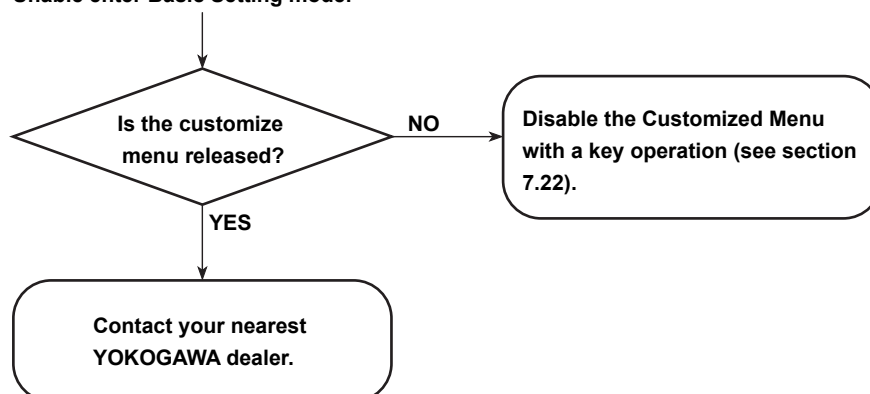 Unable enter Basic Setting mode.
Is the customize
menu released?
NO
Disable the Customized Menu
with a key operation (see section
7.22).
YES
Contact your nearest
YOKOGAWA dealer.